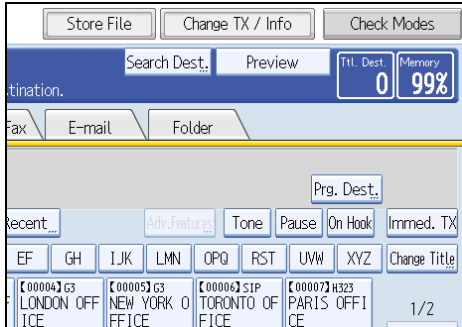 Store File Change TX / Info Check Modes
Search Dest. Preview Ttl. Dest. Memory
tination. 0 99%
Fax E-mail Folder
Prg. Dest.
Recent Adv.Features Tone Pause On Hook Immed. TX
EF GH IJK LMN OPQ RST UVW XYZ Change Title
【00004】G3 【00005】G3 【00006】SIP 【00007】H323
F LONDON OFF NEW YORK O TORONTO OF PARIS OFFI 1/2
ICE FFICE FICE CE